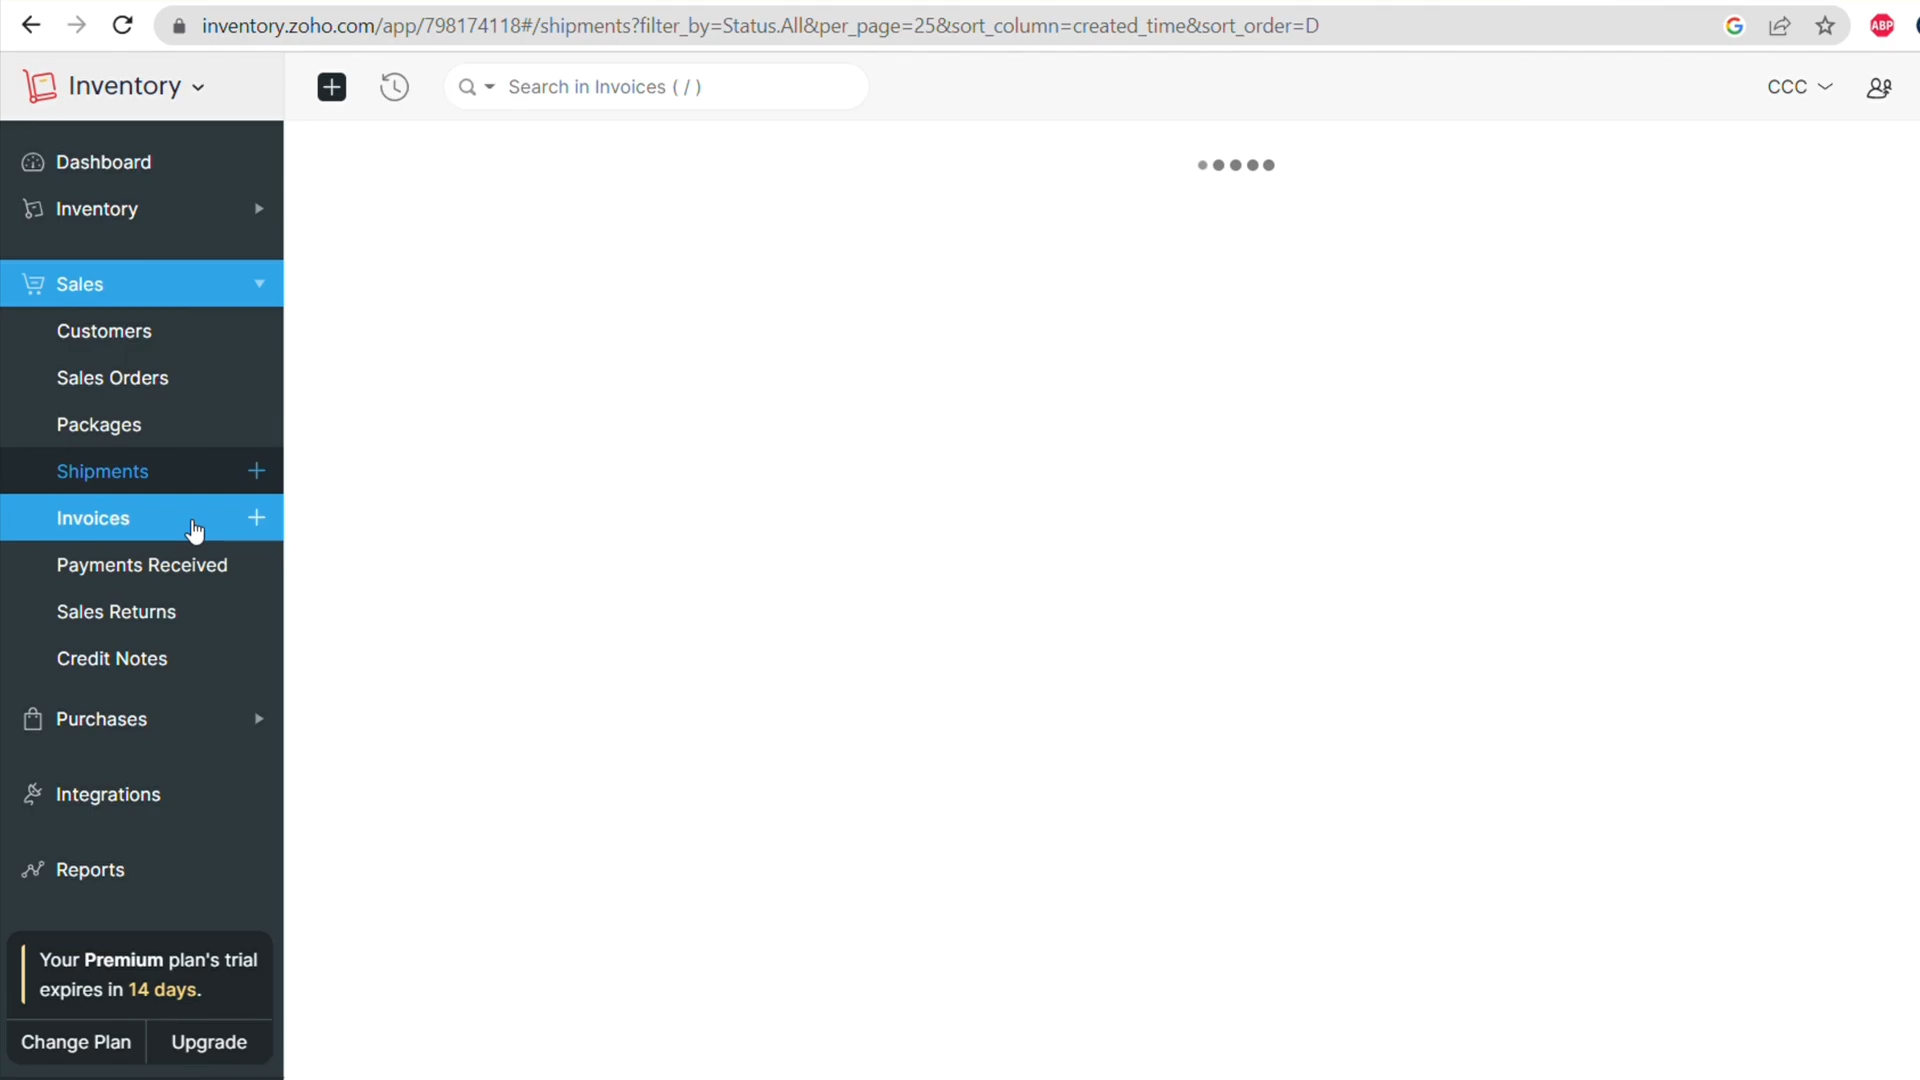 inventory.zoho.com/app/798174118#/shipments?filter_by=Status.All&per_page=25&sort_column=created_time&sort_order=D
G
ABP
Inventory
Search in Invoices ( / )
CCC
Dashboard
Inventory
Sales
Customers
Sales Orders
Packages
Shipments
Invoices
Payments Received
Sales Returns
Credit Notes
Purchases
Integrations
Reports
Your Premium plan's trial
expires in 14 days.
Change Plan
Upgrade